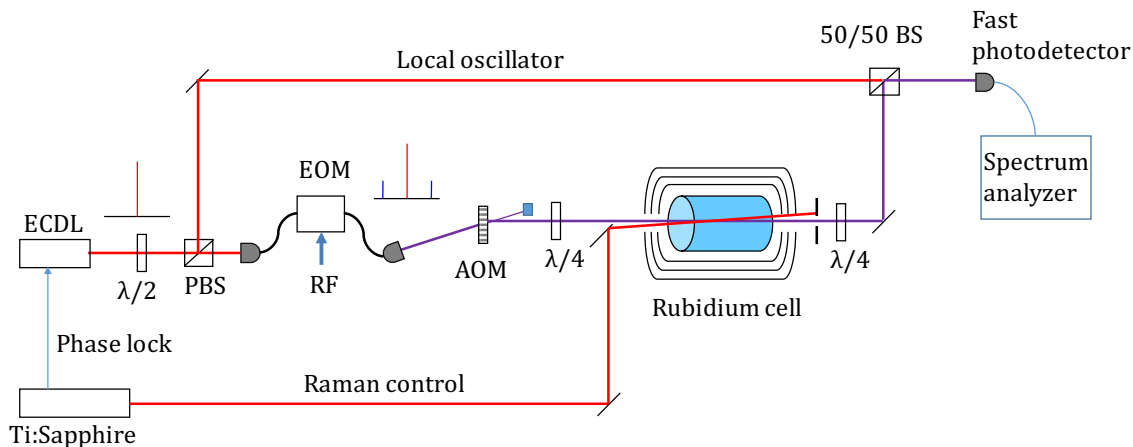 50/50 BS
Fast
photodetector
Local oscillator
EOM
Spectrum
analyzer
ECDL
λ/2
PBS
RF
AOM
λ/4
λ/4
Rubidium cell
Phase lock
Raman control
Ti:Sapphire